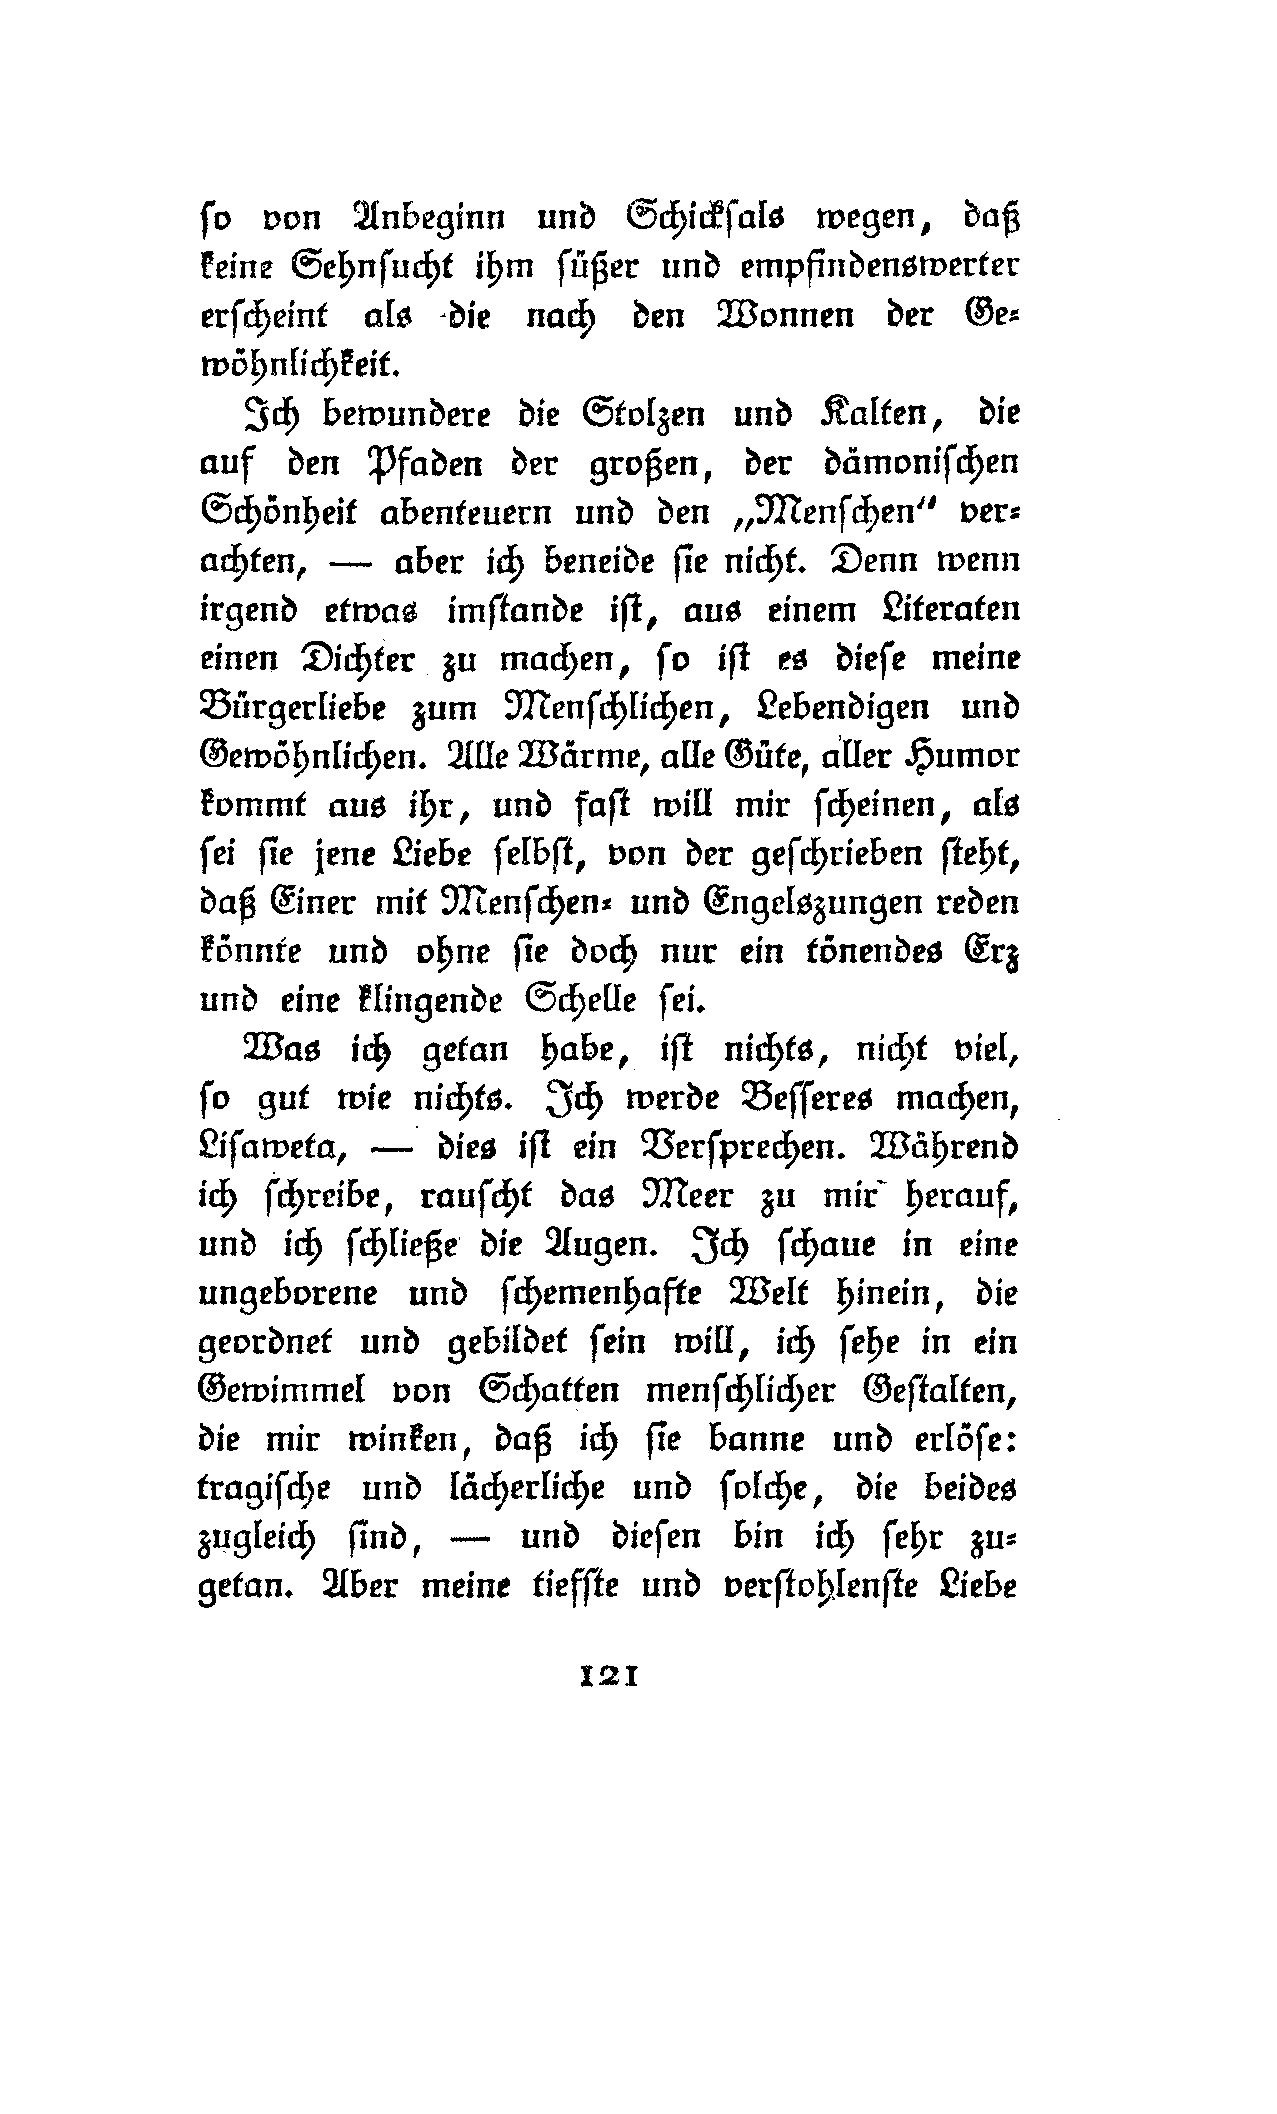 so von Anbeginn und Schicksals wegen, daß
keine Sehnsucht ihm süßer und empfindenswerter
erscheint als die nach den Wonnen der Ge-
wöhnlichkeit.
Ich bewundere die Stolzen und Kalten, die
auf den Pfaden der großen, der dämonischen
Schönheit abenteuern und den „Menschen“ ver-
achten, — aber ich beneide sie nicht. Denn wenn
irgend etwas imstande ist, aus einem Literaten
einen Dichter zu machen, so ist es diese meine
Bürgerliebe zum Menschlichen, Lebendigen und
Gewöhnlichen. Alle Wärme, alle Güte, aller Humor
kommt aus ihr, und fast will mir scheinen, als
sei sie jene Liebe selbst, von der geschrieben steht,
daß Einer mit Menschen- und Engelszungen reden
könnte und ohne sie doch nur ein tönendes Erz
und eine klingende Schelle sei.
Was ich getan habe, ist nichts, nicht viel,
so gut wie nichts. Ich werde Besseres machen,
Lisaweta, — dies ist ein Versprechen. Während
ich schreibe, rauscht das Meer zu mir herauf,
und ich schließe die Augen. Ich schaue in eine
ungeborene und schemenhafte Welt hinein, die
geordnet und gebildet sein will, ich sehe in ein
Gewimmel von Schatten menschlicher Gestalten,
die mir winken, daß ich sie banne und erlöse:
tragische und lächerliche und solche, die beides
zugleich sind, — und diesen bin ich sehr zu-
getan. Aber meine tiefste und verstohlenste Liebe
121